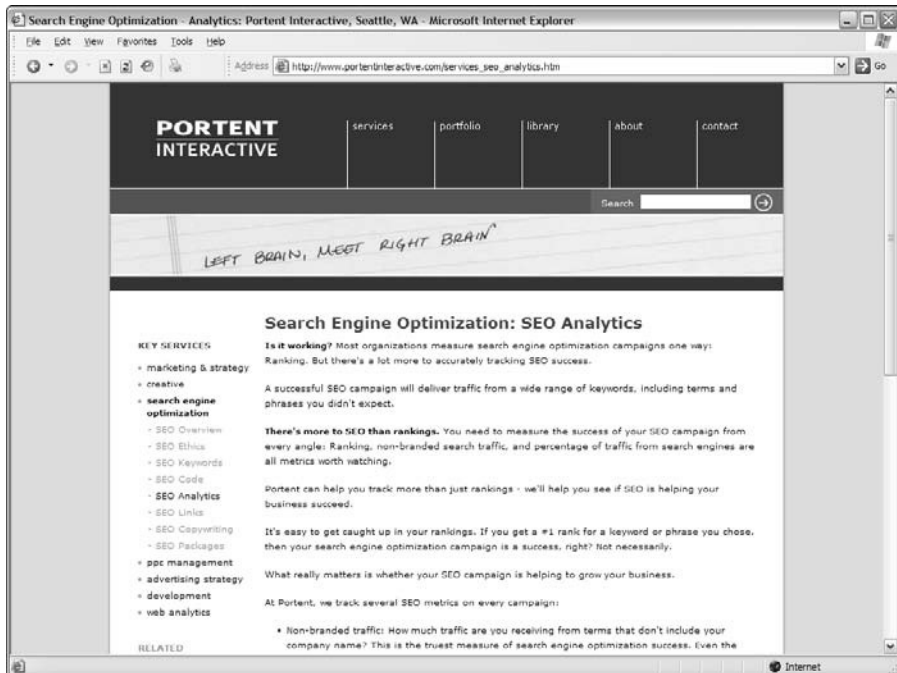 Search Engine Optimization - Analytics: Portent Interactive, Seattle, WA - Microsoft Internet Explorer
File Edit View Favorites Tools Help
Address http://www.portentinteractive.com/services_seo_analytics.htm Go
PORTENT
INTERACTIVE
services portfolio library about contact
Search
LEFT BRAIN, MEET RIGHT BRAIN
KEY SERVICES
marketing & strategy
creative
search engine
optimization
- SEO Overview
- SEO Ethics
- SEO Keywords
- SEO Code
- SEO Analytics
- SEO Links
- SEO Copywriting
- SEO Packages
ppc management
advertising strategy
development
web analytics
RELATED
Search Engine Optimization: SEO Analytics
Is it working? Most organizations measure search engine optimization campaigns one way:
Ranking. But there's a lot more to accurately tracking SEO success.
A successful SEO campaign will deliver traffic from a wide range of keywords, including terms and
phrases you didn't expect.
There's more to SEO than rankings. You need to measure the success of your SEO campaign from
every angle: Ranking, non-branded search traffic, and percentage of traffic from search engines are
all metrics worth watching.
Portent can help you track more than just rankings - we'll help you see if SEO is helping your
business succeed.
It's easy to get caught up in your rankings. If you get a #1 rank for a keyword or phrase you chose,
then your search engine optimization campaign is a success, right? Not necessarily.
What really matters is whether your SEO campaign is helping to grow your business.
At Portent, we track several SEO metrics on every campaign:
• Non-branded traffic: How much traffic are you receiving from terms that don't include your
company name? This is the truest measure of search engine optimization success. Even the
Internet